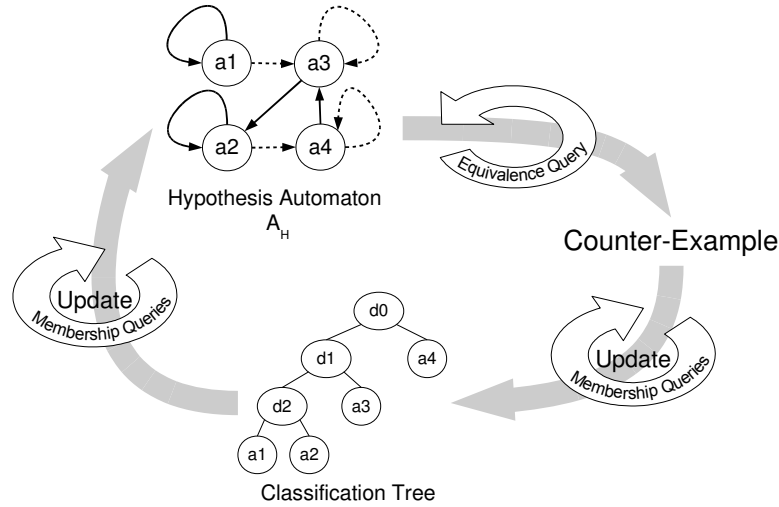 a1
a3
a2
a4
Hypothesis Automaton
A_H
Equivalence Query
Counter-Example
Update
Membership Queries
Update
Membership Queries
d0
d1
a4
d2
a3
a1
a2
Classification Tree